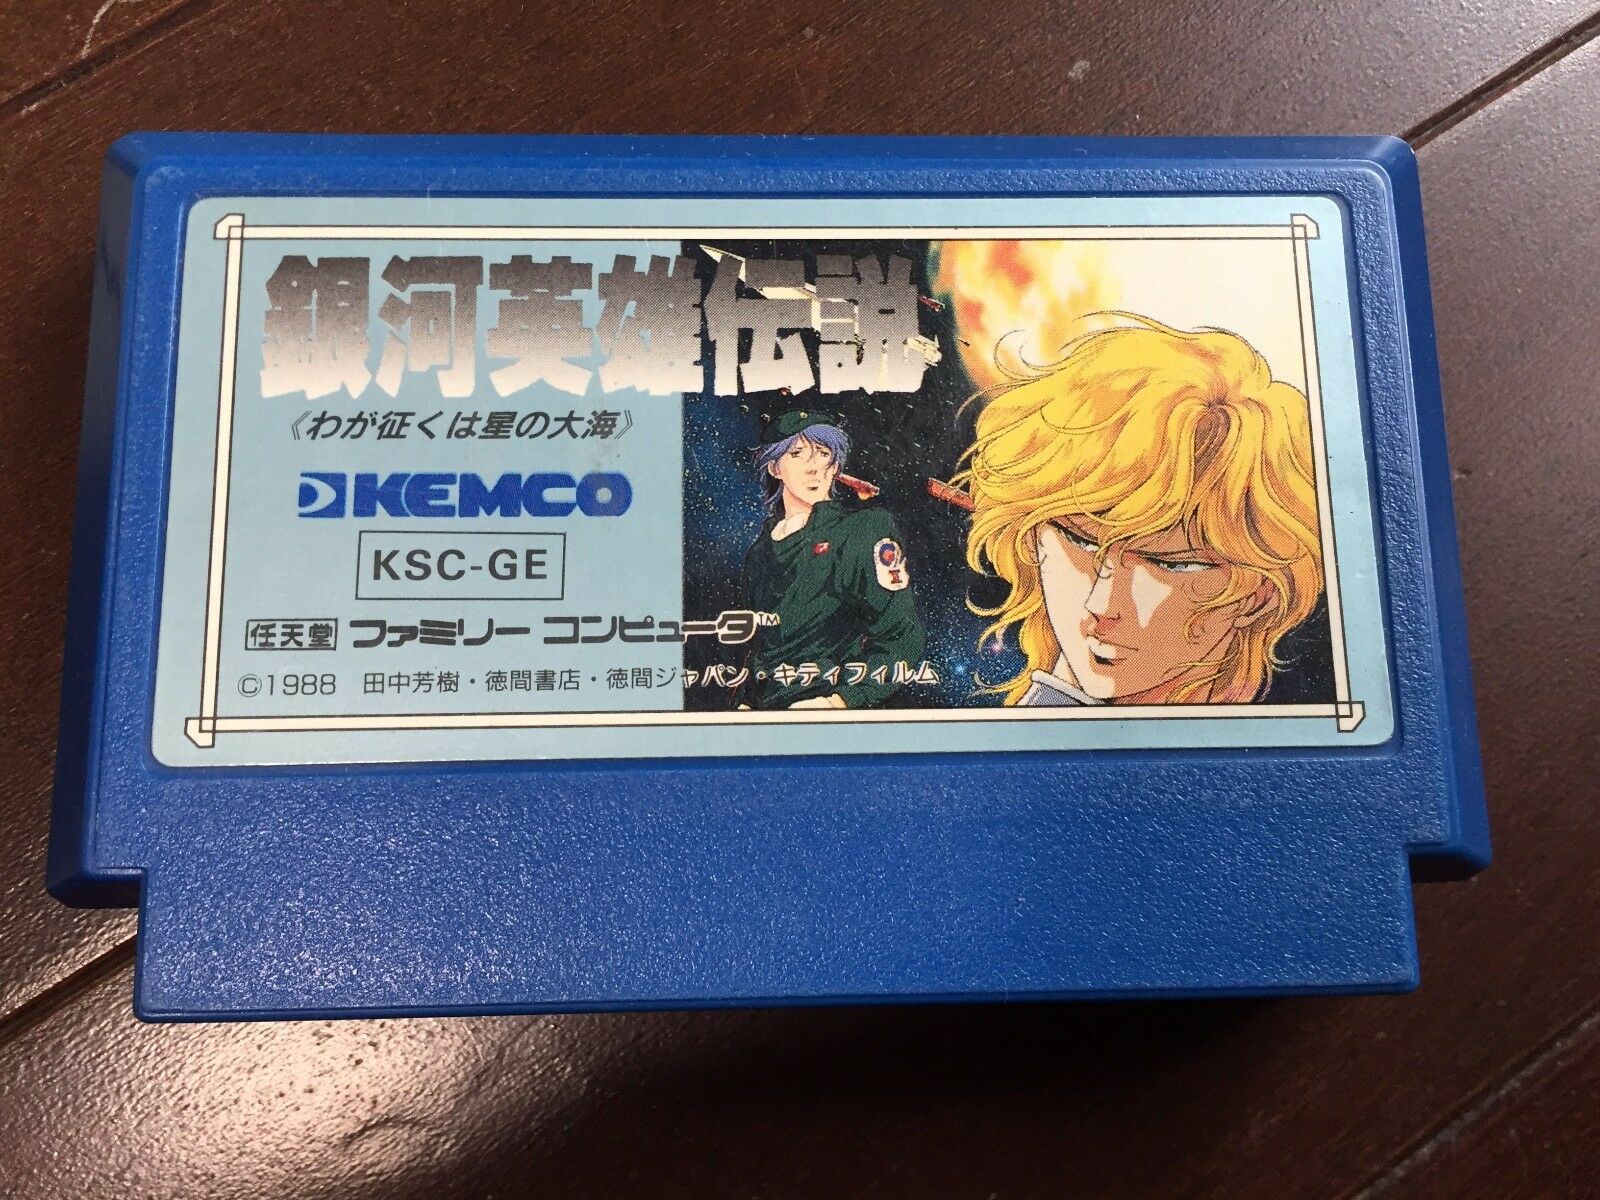 銀河英雄伝説
《わが征くは星の大海》
KEMCO
KSC-GE
任天堂 ファミリーコンピュータ™
©1988 田中芳樹・徳間書店・徳間ジャパン・キティフィルム
II